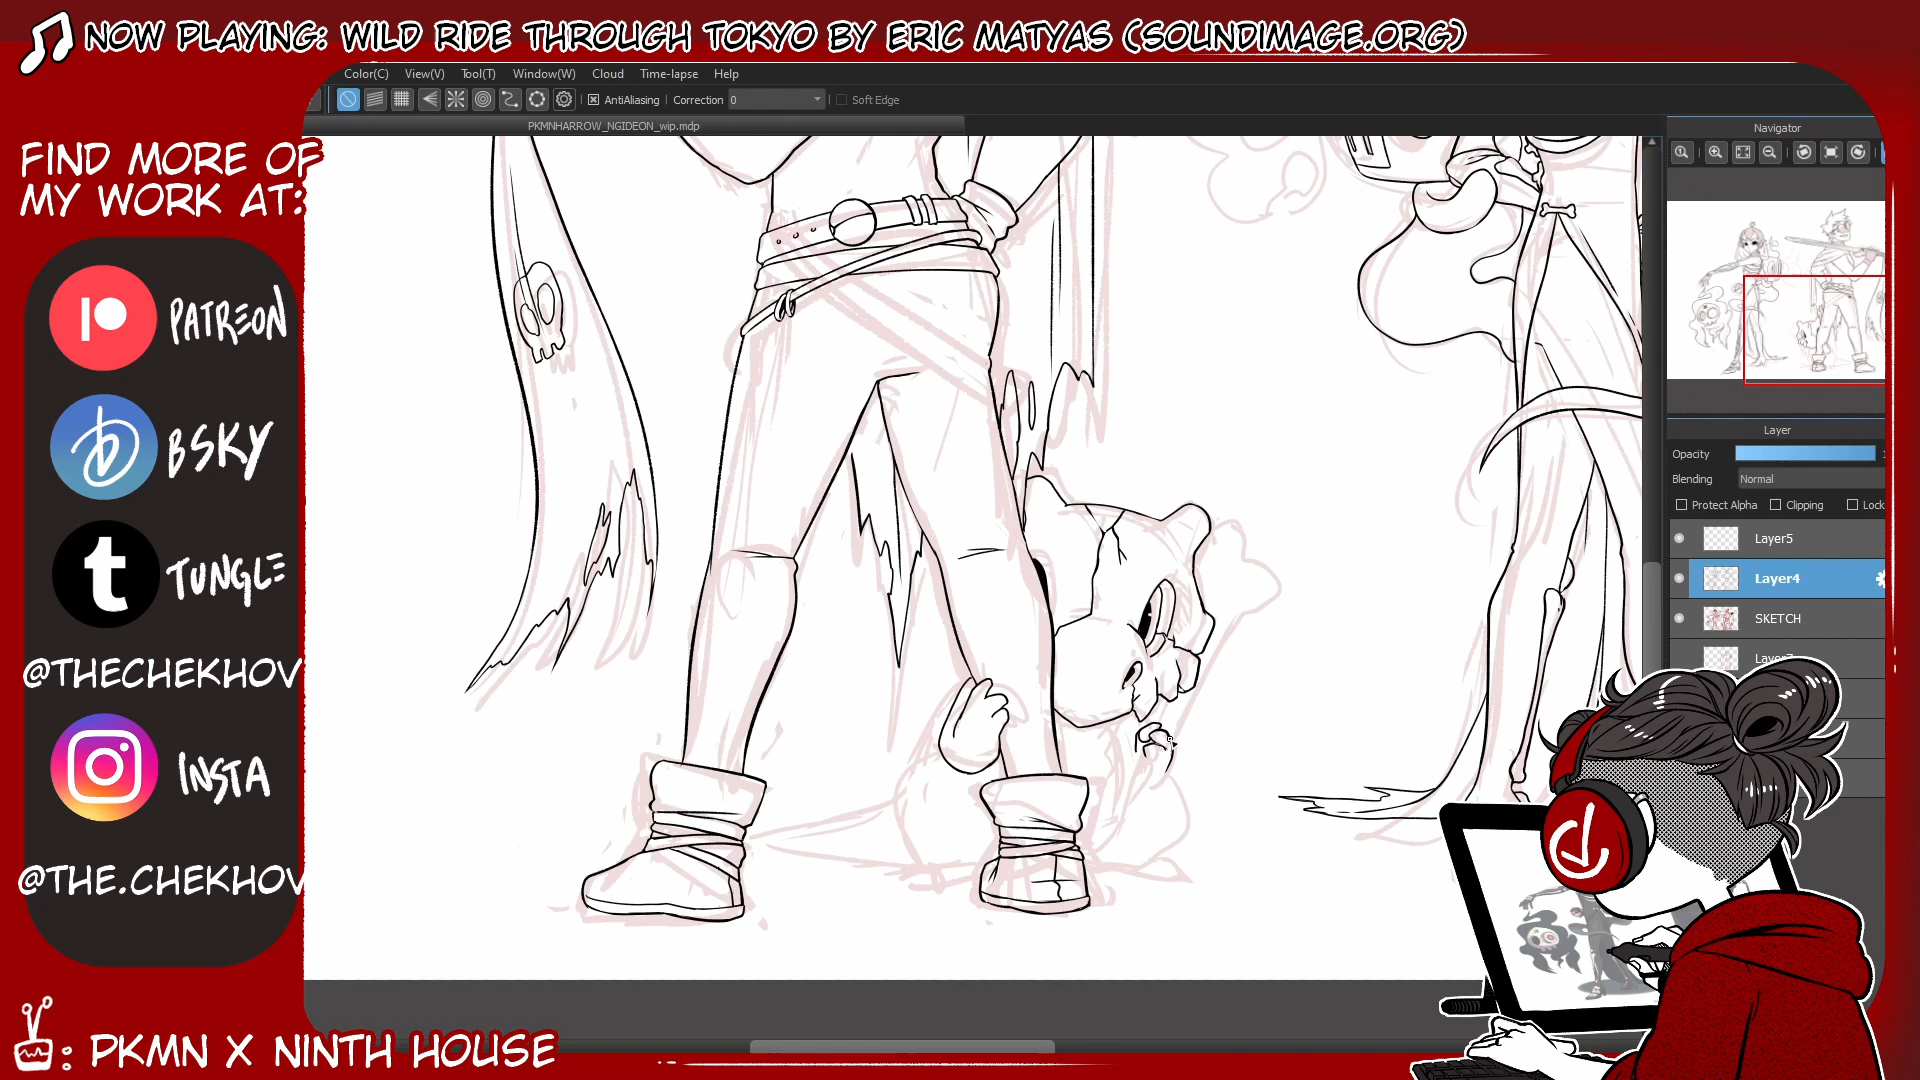 NOW PLAYING: WILD RIDE THROUGH TOKYO BY ERIC MATYAS (SOUNDIMAGE.ORG)
Color(C) View(V) Tool(T) Window(W) Cloud Time-lapse Help
AntiAliasing Correction 0 Soft Edge
PKMNHARROW_NGIDEON_wip.mdp
Navigator
FIND MORE OF
MY WORK AT:
PATREON
BSKY
TUNGLE
@THECHEKHOV
INSTA
@THE.CHEKHOV
Layer
Opacity
Blending Normal
Protect Alpha Clipping Lock
Layer5
Layer4
SKETCH
: PKMN X NINTH HOUSE